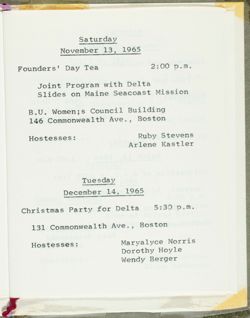 Saturday
November 13, 1965
Founders' Day Tea 2:00 p.m.
Joint Program with Delta
Slides on Maine Seacoast Mission
B.U. Women;s Council Building
146 Commonwealth Ave., Boston
Hostesses: Ruby Stevens
Arlene Kastler
Tuesday
December 14, 1965
Christmas Party for Delta 5:30 p.m.
131 Commonwealth Ave., Boston
Hostesses: Maryalyce Norris
Dorothy Hoyle
Wendy Berger